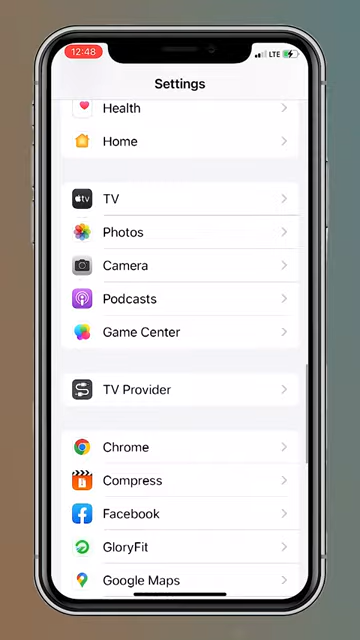 12:48
LTE
Settings
Health
Home
tv
TV
Photos
Camera
Podcasts
Game Center
TV Provider
Chrome
Compress
Facebook
GloryFit
Google Maps